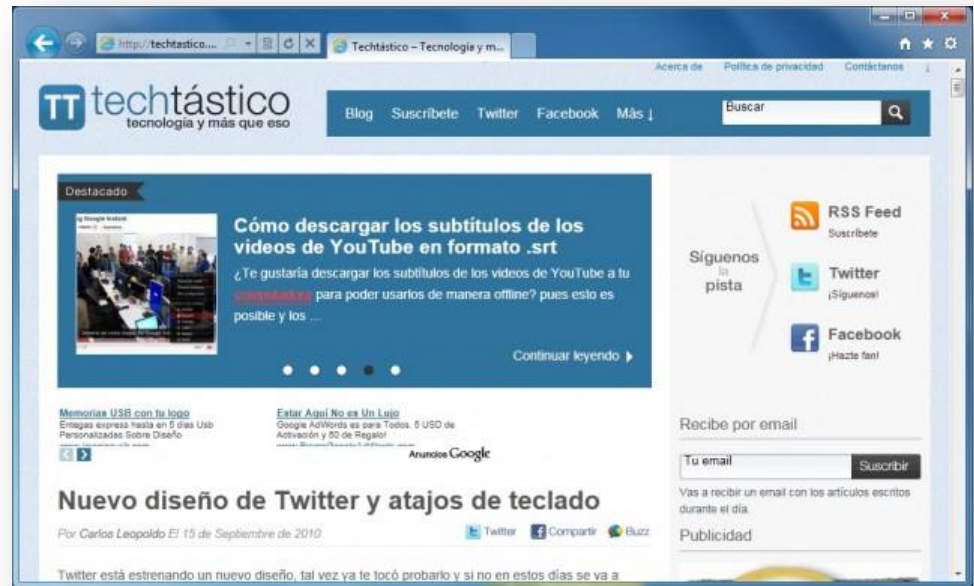 http://techtastico....
Techtástico – Tecnología y m...
Acerca de Política de privacidad Contáctanos
TT techtástico
tecnología y más que eso
Blog Suscríbete Twitter Facebook Más ↓
Buscar
Destacado
Cómo descargar los subtítulos de los
videos de YouTube en formato .srt
¿Te gustaría descargar los subtítulos de los videos de YouTube a tu
para poder usarlos de manera offline? pues esto es
posible y los ...
Continuar leyendo
Síguenos
la
pista
RSS Feed
Suscríbete
Twitter
¡Síguenos!
Facebook
¡Hazte fan!
Memorias USB con tu logo
Entegas express hasta en 5 días Usb
Personalizadas Sobre Diseño
Estar Aquí No es Un Lujo
Google AdWords es para Todos. 6 USD de
Activación y 50 de Regalo!
Anuncios Google
Recibe por email
Tu email
Suscribir
Vas a recibir un email con los artículos escritos
durante el día.
Publicidad
Nuevo diseño de Twitter y atajos de teclado
Por Carlos Leopoldo El 15 de Septiembre de 2010
Twitter Compartir Buzz
Twitter está estrenando un nuevo diseño, tal vez ya te tocó probarlo y si no en estos días se va a